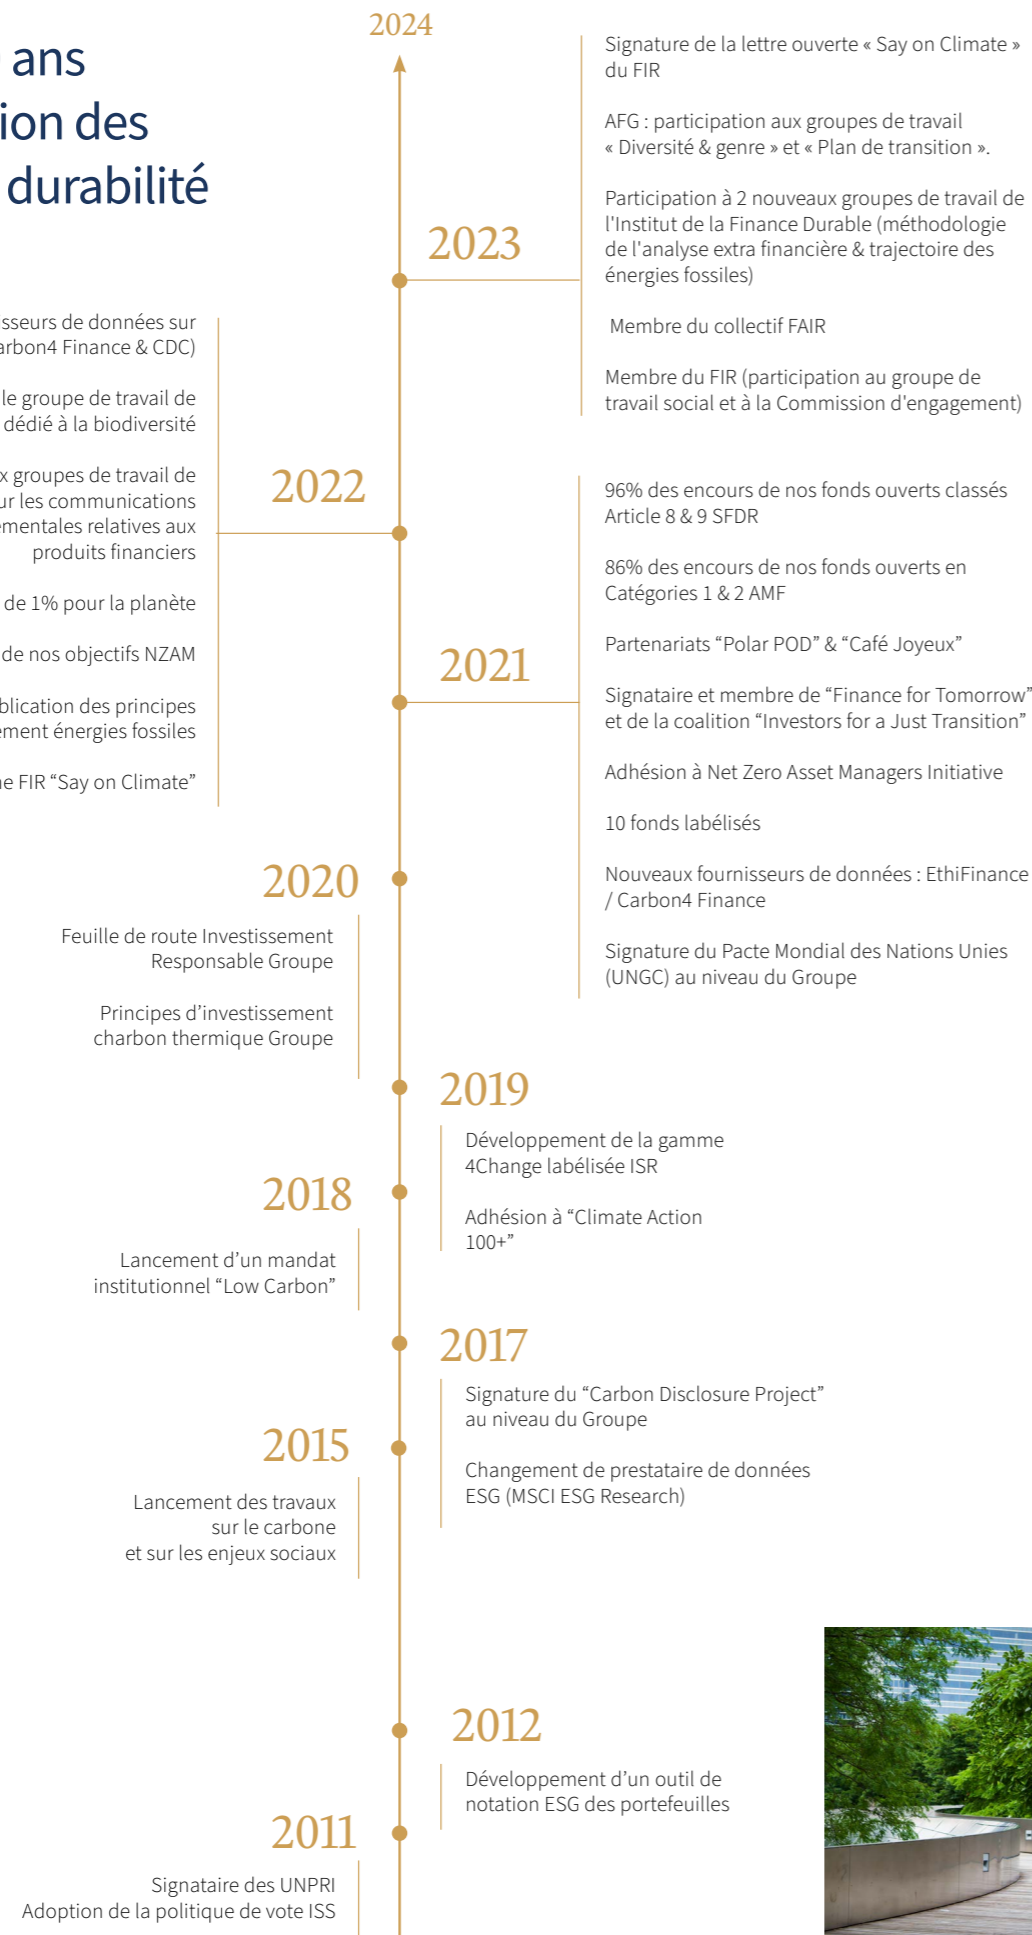 ans
ion des
durabilité
2024
2023
Signature de la lettre ouverte « Say on Climate »
du FIR
AFG : participation aux groupes de travail
« Diversité & genre » et « Plan de transition ».
Participation à 2 nouveaux groupes de travail de
l'Institut de la Finance Durable (méthodologie
de l'analyse extra financière & trajectoire des
énergies fossiles)
Membre du collectif FAIR
Membre du FIR (participation au groupe de
travail social et à la Commission d'engagement)
2022
isseurs de données sur
arbon4 Finance & CDC)
le groupe de travail de
dédié à la biodiversité
x groupes de travail de
ur les communications
ementales relatives aux
produits financiers
de 1% pour la planète
de nos objectifs NZAM
blication des principes
ement énergies fossiles
ne FIR “Say on Climate”
2021
96% des encours de nos fonds ouverts classés
Article 8 & 9 SFDR
86% des encours de nos fonds ouverts en
Catégories 1 & 2 AMF
Partenariats “Polar POD” & “Café Joyeux”
Signataire et membre de “Finance for Tomorrow”
et de la coalition “Investors for a Just Transition”
Adhésion à Net Zero Asset Managers Initiative
10 fonds labélisés
Nouveaux fournisseurs de données : EthiFinance
/ Carbon4 Finance
Signature du Pacte Mondial des Nations Unies
(UNGC) au niveau du Groupe
2020
Feuille de route Investissement
Responsable Groupe
Principes d’investissement
charbon thermique Groupe
2019
Développement de la gamme
4Change labélisée ISR
Adhésion à “Climate Action
100+”
2018
Lancement d’un mandat
institutionnel “Low Carbon”
2017
Signature du “Carbon Disclosure Project”
au niveau du Groupe
Changement de prestataire de données
ESG (MSCI ESG Research)
2015
Lancement des travaux
sur le carbone
et sur les enjeux sociaux
2012
Développement d’un outil de
notation ESG des portefeuilles
2011
Signataire des UNPRI
Adoption de la politique de vote ISS